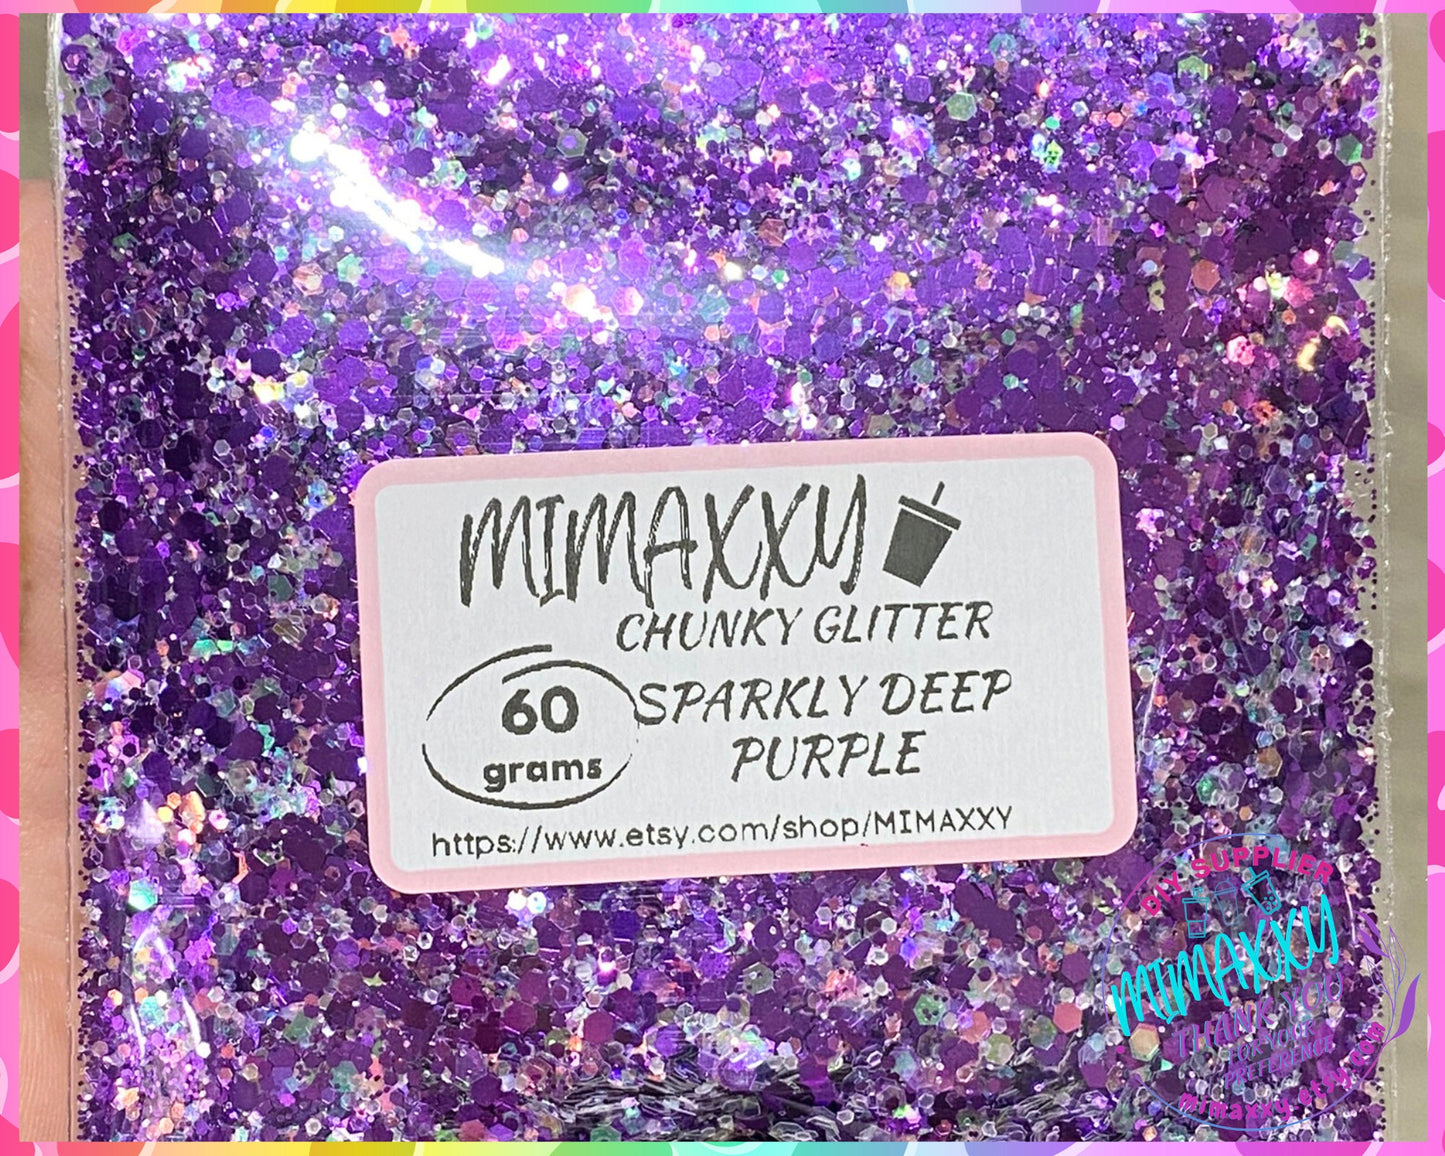 MIMAXXY
CHUNKY GLITTER
60
grams
SPARKLY DEEP
PURPLE
https://www.etsy.com/shop/MIMAXXY
DIY SUPPLIER
MIMAXXY
THANK YOU
FOR YOUR
PREFERENCE
mimaxxy.etsy.com